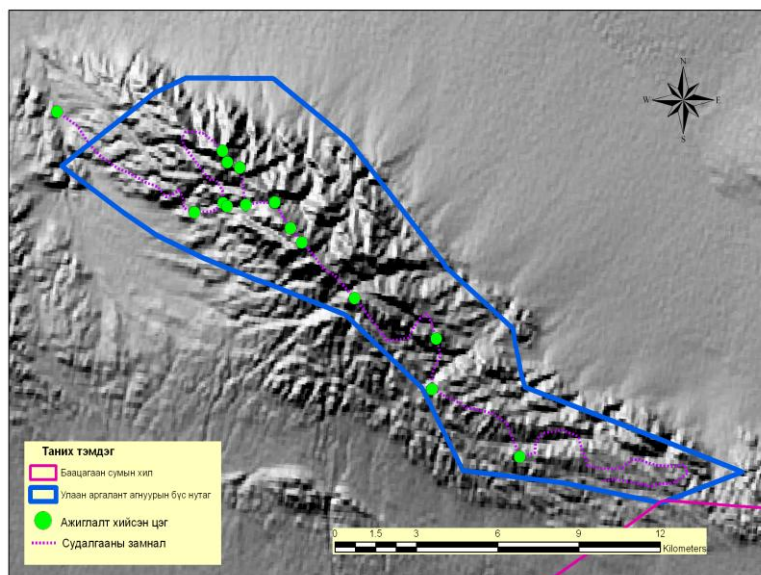 N
W E
S
Таних тэмдэг
Баацагаан сумын хил
Улаан аргалант агнуурын бүс нутаг
Ажиглалт хийсэн цэг
Судалгааны замнал
0 1.5 3 6 9 12
Kilometers